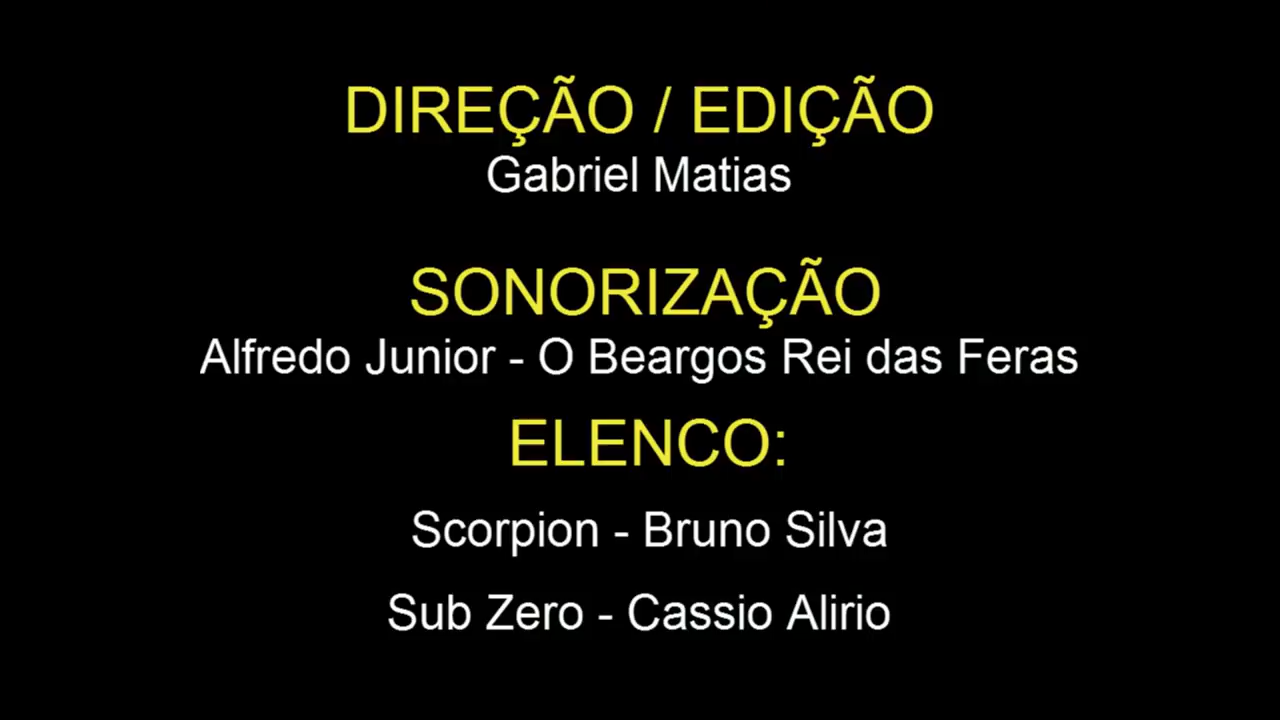 DIREÇÃO / EDIÇÃO
Gabriel Matias
SONORIZAÇÃO
Alfredo Junior - O Beargos Rei das Feras
ELENCO:
Scorpion - Bruno Silva
Sub Zero - Cassio Alirio